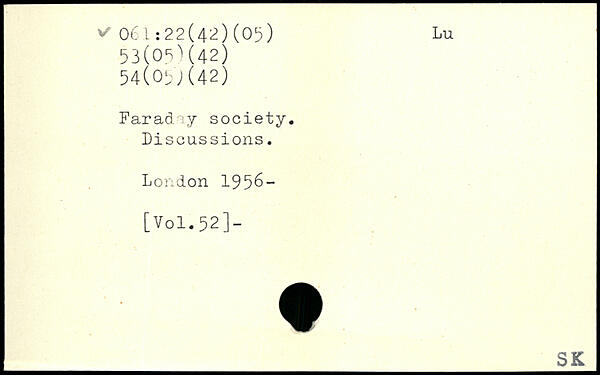 ✓ 061:22(42)(05) Lu
53(05)(42)
54(05)(42)
Faraday society.
Discussions.
London 1956-
[Vol.52]-
SK